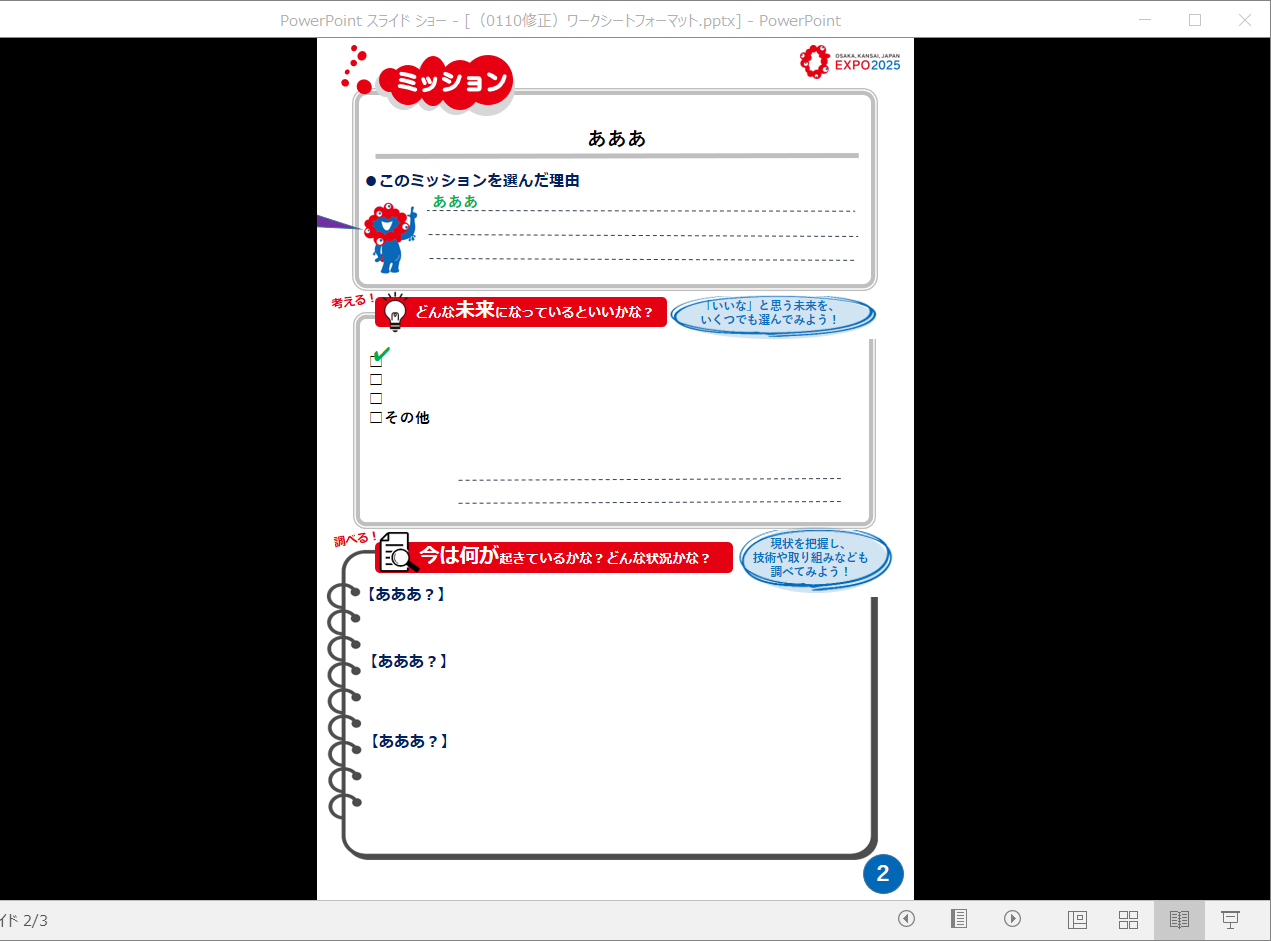 PowerPoint スライド ショー - [（0110修正）ワークシートフォーマット.pptx] - PowerPoint
ミッション
OSAKA, KANSAI, JAPAN
EXPO2025
あああ
●このミッションを選んだ理由
あああ
考える！
どんな未来になっているといいかな？
「いいな」と思う未来を、
いくつでも選んでみよう！
✔
□
□
□
□その他
調べる！
今は何が起きているかな？どんな状況かな？
現状を把握し、
技術や取り組みなども
調べてみよう！
【あああ？】
【あああ？】
【あああ？】
2
イド 2/3